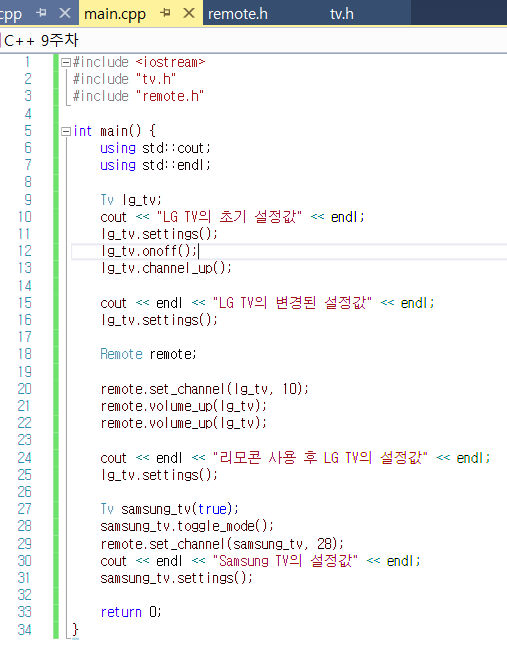 cpp main.cpp remote.h tv.h
C++ 9주차
1 #include <iostream>
2 #include "tv.h"
3 #include "remote.h"
4
5 int main() {
6 using std::cout;
7 using std::endl;
8
9 Tv lg_tv;
10 cout << "LG TV의 초기 설정값" << endl;
11 lg_tv.settings();
12 lg_tv.onoff();
13 lg_tv.channel_up();
14
15 cout << endl << "LG TV의 변경된 설정값" << endl;
16 lg_tv.settings();
17
18 Remote remote;
19
20 remote.set_channel(lg_tv, 10);
21 remote.volume_up(lg_tv);
22 remote.volume_up(lg_tv);
23
24 cout << endl << "리모콘 사용 후 LG TV의 설정값" << endl;
25 lg_tv.settings();
26
27 Tv samsung_tv(true);
28 samsung_tv.toggle_mode();
29 remote.set_channel(samsung_tv, 28);
30 cout << endl << "Samsung TV의 설정값" << endl;
31 samsung_tv.settings();
32
33 return 0;
34 }